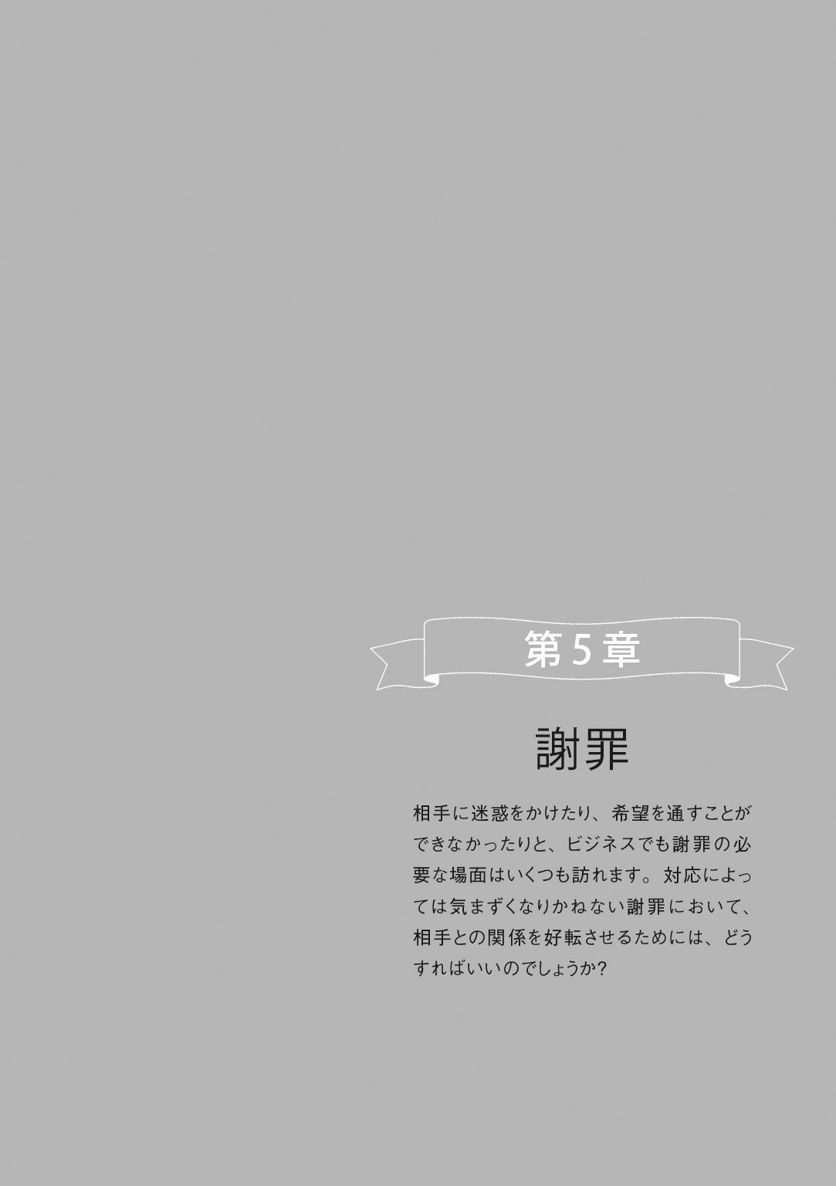 第5章
謝罪
相手に迷惑をかけたり、希望を通すことが
できなかったりと、ビジネスでも謝罪の必
要な場面はいくつも訪れます。対応によっ
ては気まずくなりかねない謝罪において、
相手との関係を好転させるためには、どう
すればいいのでしょうか?